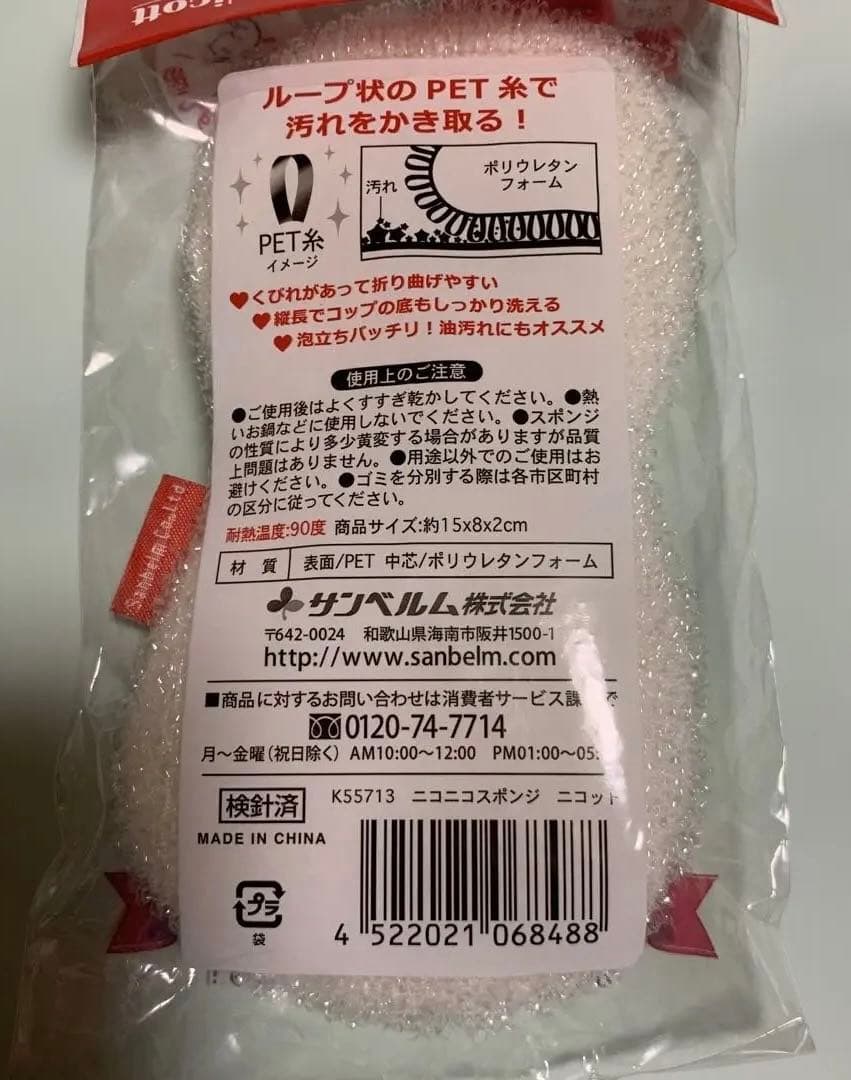 licott
ループ状の PET 糸で
汚れをかき取る！
ポリウレタン
フォーム
汚れ
PET糸
イメージ
♥くびれがあって折り曲げやすい
♥縦長でコップの底もしっかり洗える
♥泡立ちバッチリ！油汚れにもオススメ
使用上のご注意
●ご使用後はよくすすぎ乾かしてください。●熱
いお鍋などに使用しないでください。●スポンジ
の性質により多少黄変する場合がありますが品質
上問題はありません。●用途以外でのご使用はお
避けください。●ゴミを分別する際は各市区町村
の区分に従ってください。
耐熱温度:90度 商品サイズ:約15x8x2cm
材 質 表面/PET 中芯/ポリウレタンフォーム
サンベルム株式会社
〒642-0024 和歌山県海南市阪井1500-1
http://www.sanbelm.com
■商品に対するお問い合わせは消費者サービス課 で
0120-74-7714
月～金曜（祝日除く） AM10:00～12:00 PM01:00～05:
検針済
K55713 ニコニコスポンジ ニコット
MADE IN CHINA
プラ
袋
4 522021 068488
Sanbelm Co.,Ltd